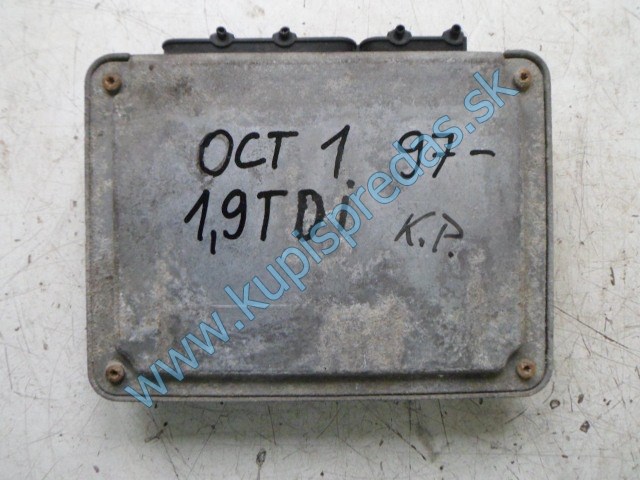 OCT 1 97-
1,9TDi K.P.
www.kupispredas.sk